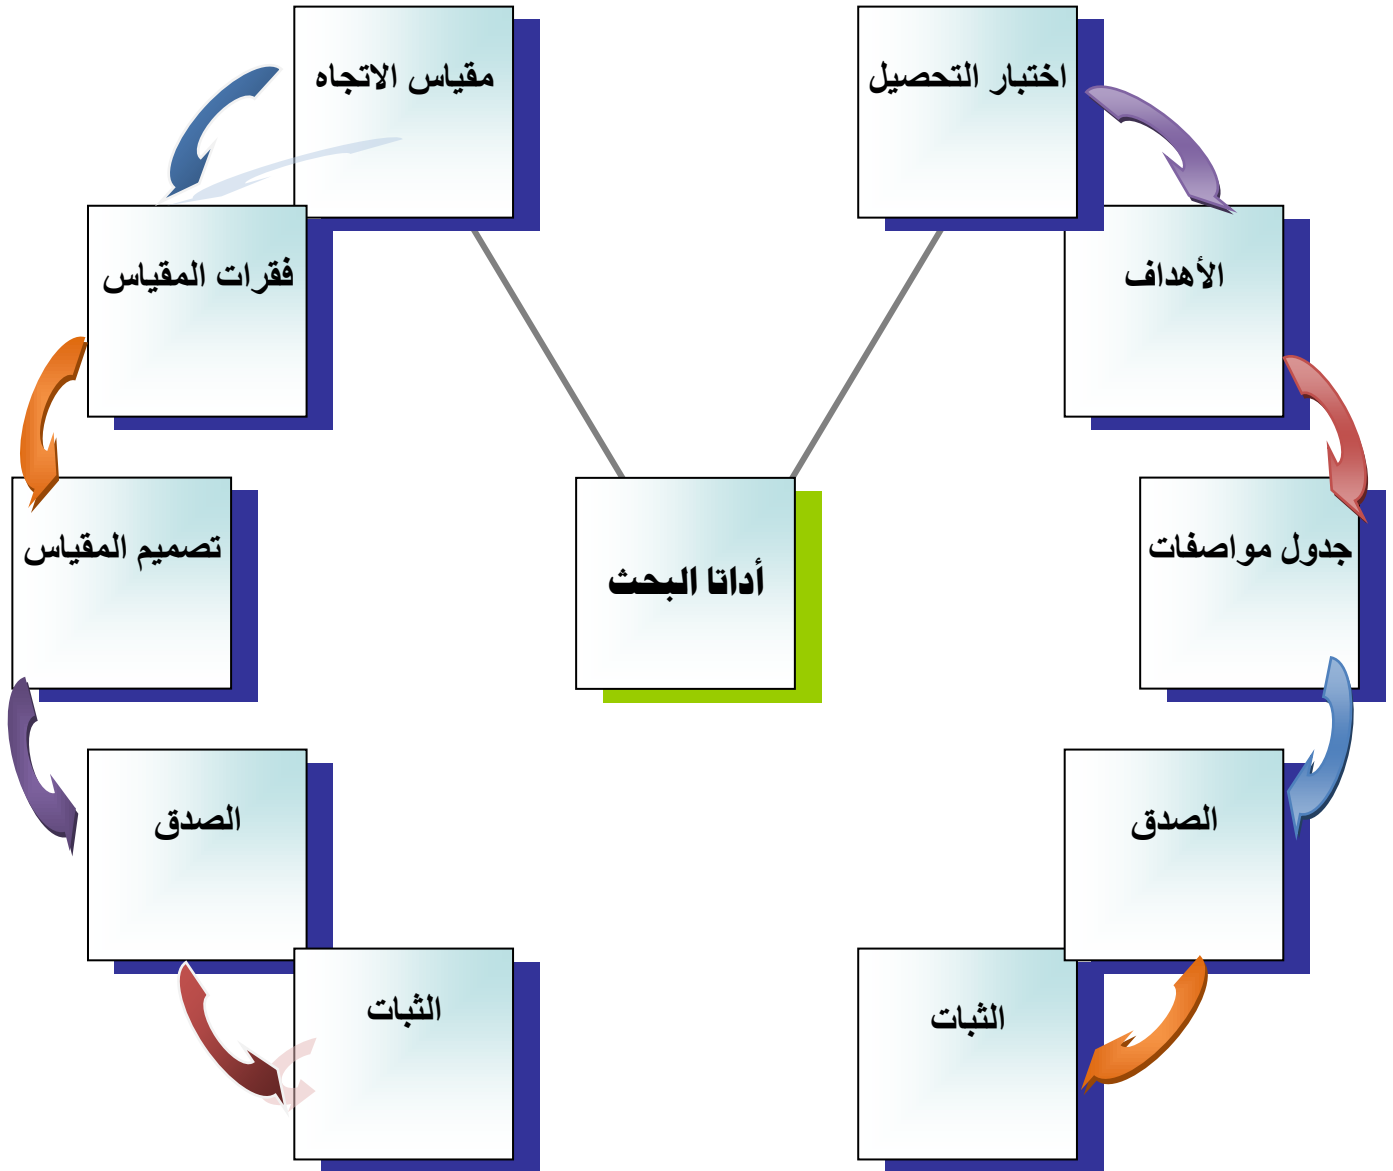 اختبار التحصيل
مقياس الاتجاه
الأهداف
فقرات المقياس
جدول مواصفات
أداتا البحث
تصميم المقياس
الصدق
الصدق
الثبات
الثبات